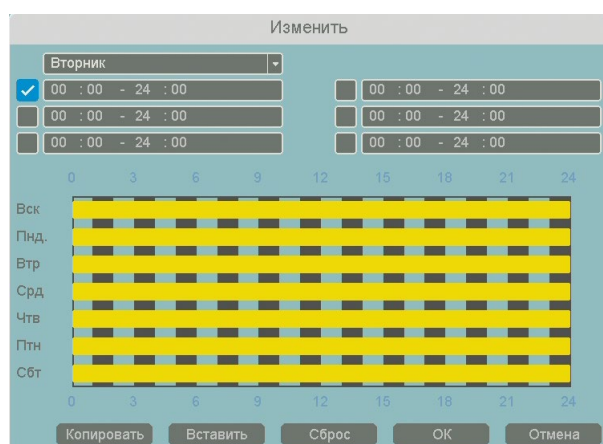 Изменить
Вторник
00 :00 - 24 :00 00 :00 - 24 :00
00 :00 - 24 :00 00 :00 - 24 :00
00 :00 - 24 :00 00 :00 - 24 :00
0 3 6 9 12 15 18 21 24
Вск
Пнд.
Втр
Срд
Чтв
Птн
Сбт
0 3 6 9 12 15 18 21 24
Копировать Вставить Сброс OK Отмена